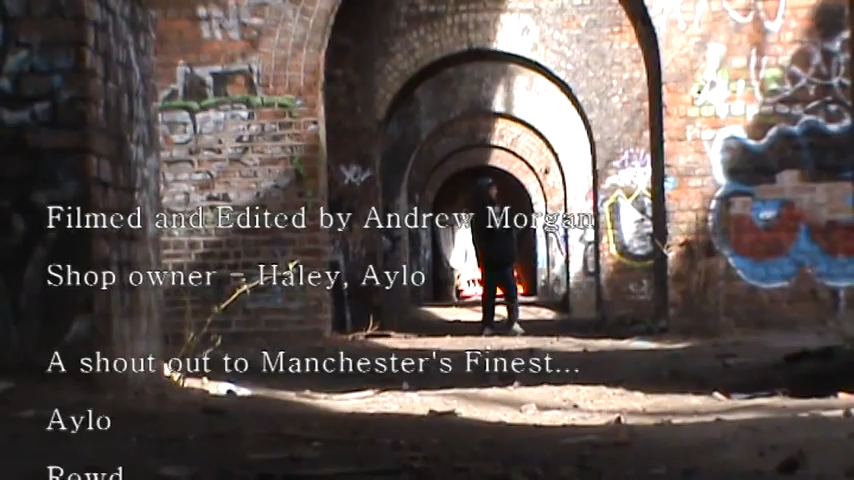 Filmed and Edited by Andrew Morgan
Shop owner - Haley, Aylo
A shout out to Manchester's Finest...
Aylo
Rowd